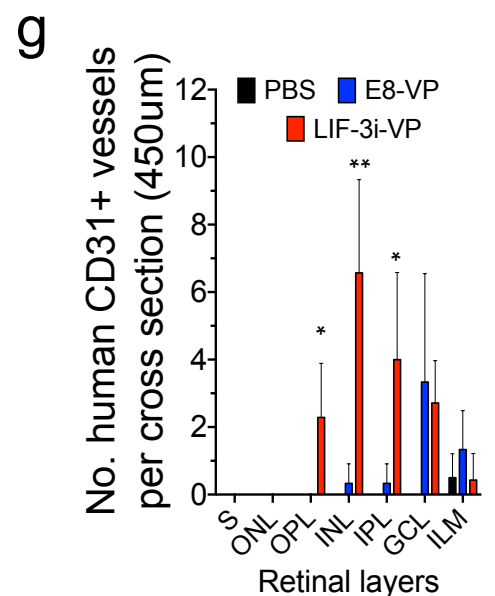 g
No. human CD31+ vessels
per cross section (450um)
PBS
E8-VP
LIF-3i-VP
12
10
8
6
4
2
0
*
**
*
S
ONL
OPL
INL
IPL
GCL
ILM
Retinal layers